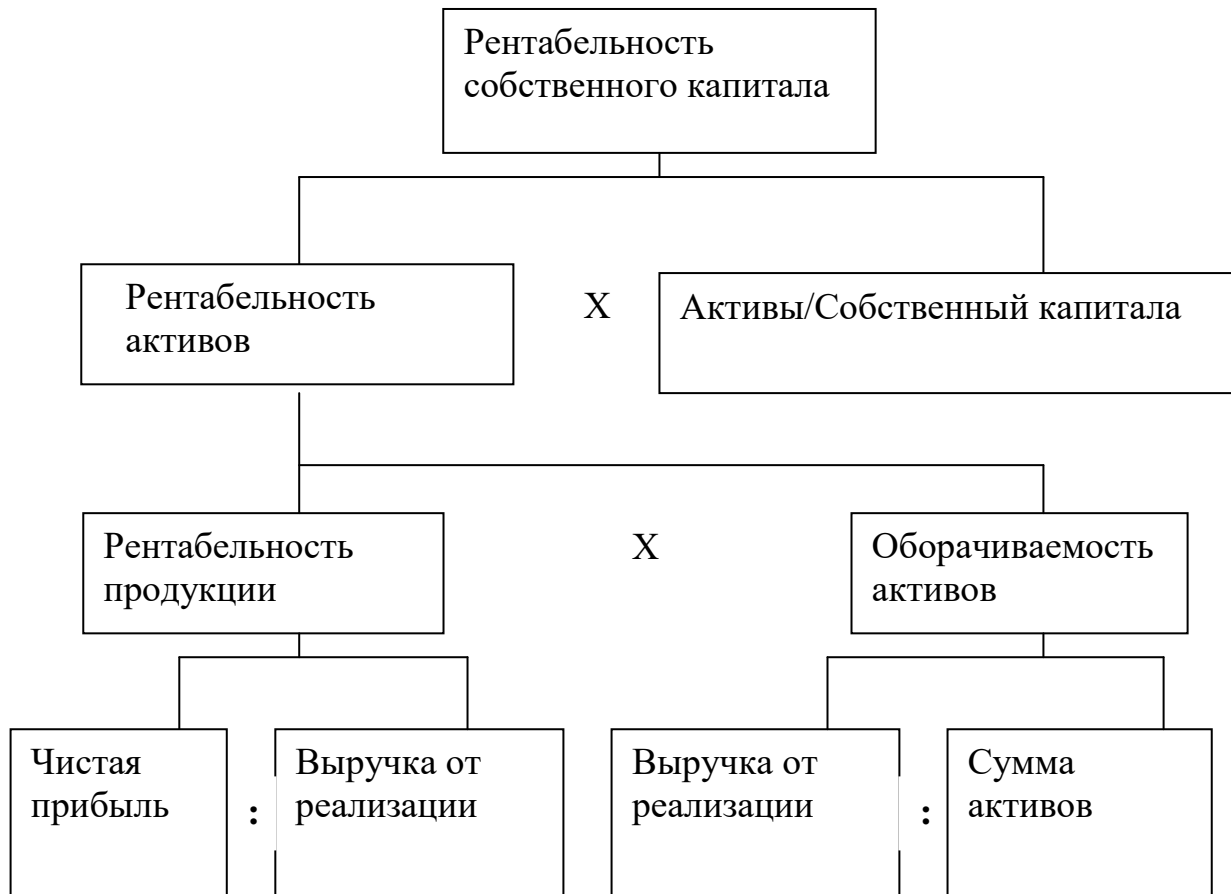 Рентабельность
собственного капитала
Рентабельность
активов
Х
Активы/Собственный капитала
Рентабельность
продукции
Х
Оборачиваемость
активов
Чистая
прибыль
:
Выручка от
реализации
Выручка от
реализации
:
Сумма
активов